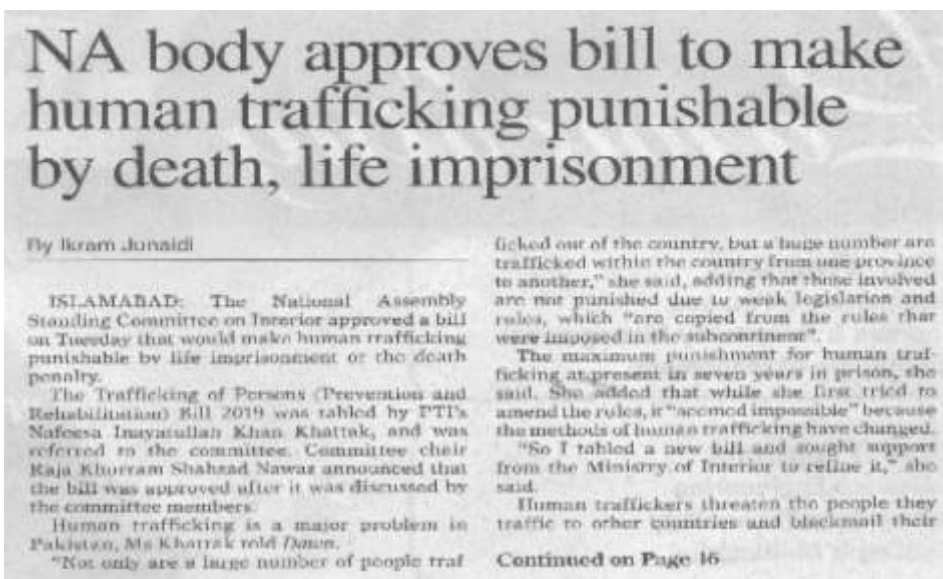 NA body approves bill to make
human trafficking punishable
by death, life imprisonment
By Ikram Junaidi
ISLAMABAD: The National Assembly
Standing Committee on Interior approved a bill
on Tuesday that would make human trafficking
punishable by life imprisonment or the death
penalty.
The Trafficking of Persons (Prevention and
Rehabilitation) Bill 2019 was tabled by PTI's
Nafeesa Inayatullah Khan Khattak, and was
referred to the committee. Committee chair
Raja Khurram Shahzad Nawaz announced that
the bill was approved after it was discussed by
the committee members.
Human trafficking is a major problem in
Pakistan, Ms Khattak told Dawn.
"Not only are a large number of people traf
ficked out of the country, but a huge number are
trafficked within the country from one province
to another," she said, adding that those involved
are not punished due to weak legislation and
rules, which "are copied from the rules that
were imposed in the subcontinent".
The maximum punishment for human traf-
ficking at present in seven years in prison, she
said. She added that while she first tried to
amend the rules, it "seemed impossible" because
the methods of human trafficking have changed.
"So I tabled a new bill and sought support
from the Ministry of Interior to refine it," she
said.
Human traffickers threaten the people they
traffic to other countries and blackmail their
Continued on Page 16